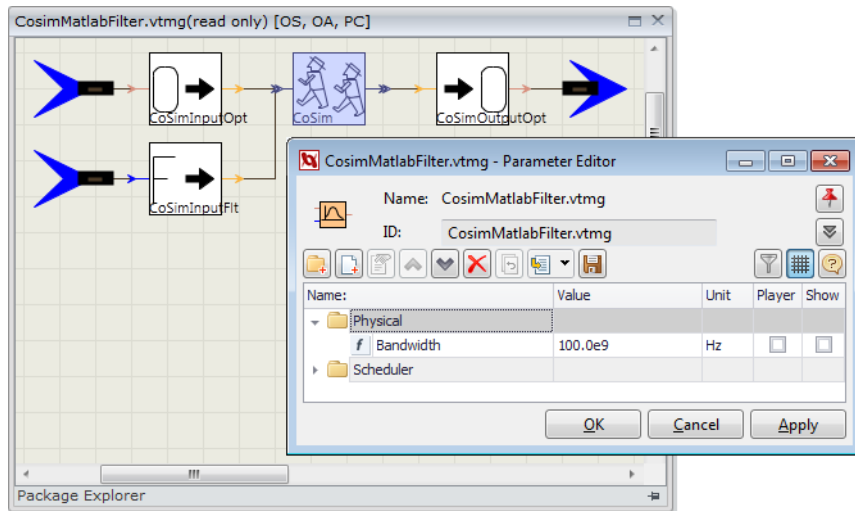 CosimMatlabFilter.vtmg(read only) [OS, OA, PC]
CoSimInputOpt
CoSim
CoSimOutputOpt
CoSimInputFlt
CosimMatlabFilter.vtmg - Parameter Editor
Name: CosimMatlabFilter.vtmg
ID: CosimMatlabFilter.vtmg
Name: Value Unit Player Show
Physical
f Bandwidth 100.0e9 Hz
Scheduler
OK Cancel Apply
Package Explorer